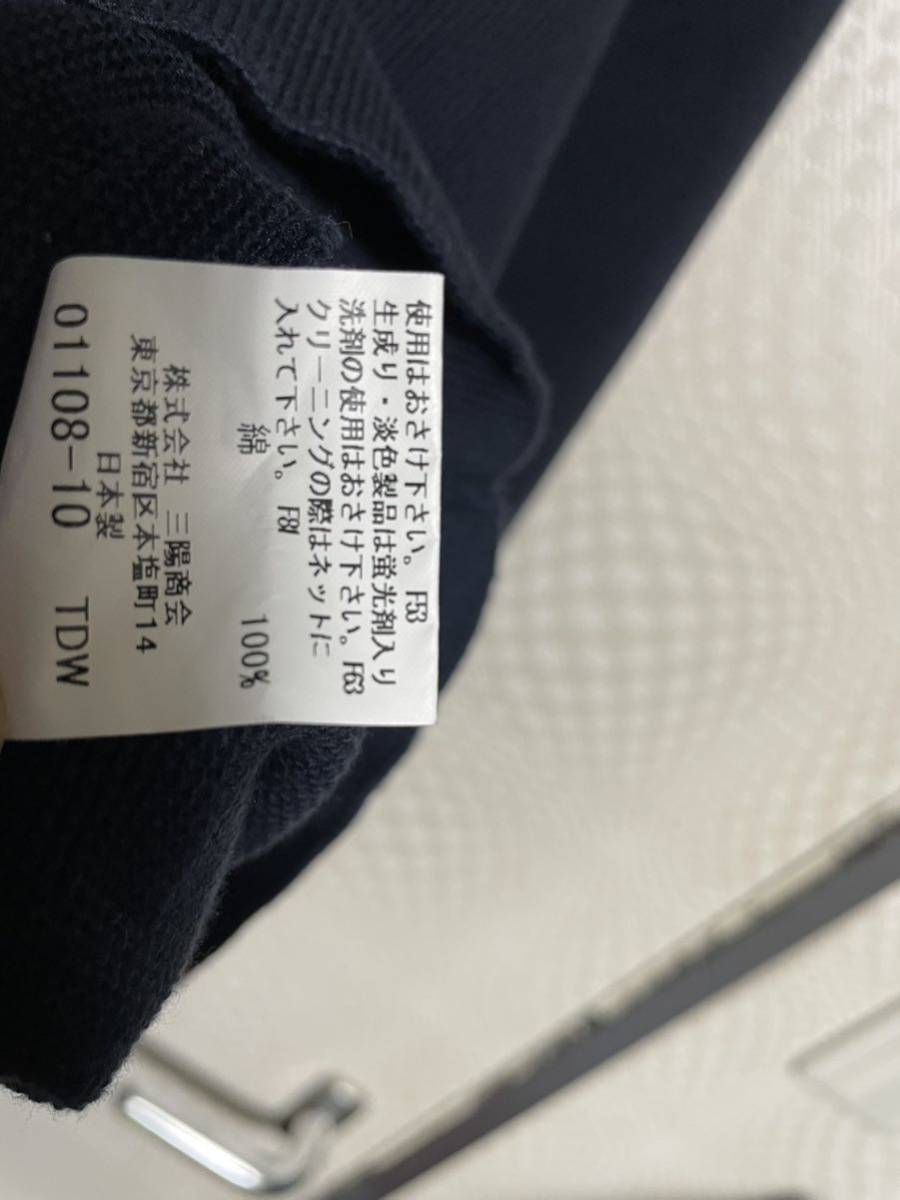 使用はおさけ下さい。 F53
生成り・淡色製品は蛍光剤入り
洗剤の使用はおさけ下さい。 F63
クリーニングの際はネットに
入れて下さい。 F81
綿 100%
株式会社 三陽商会
東京都新宿区本塩町14
日本製
01108-10 TDW